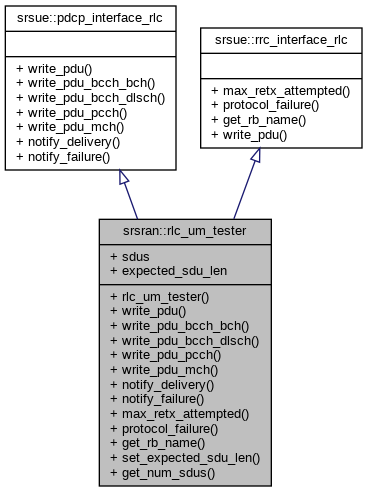 srsue::pdcp_interface_rlc
+ write_pdu()
+ write_pdu_bcch_bch()
+ write_pdu_bcch_dlsch()
+ write_pdu_pcch()
+ write_pdu_mch()
+ notify_delivery()
+ notify_failure()
srsue::rrc_interface_rlc
+ max_retx_attempted()
+ protocol_failure()
+ get_rb_name()
+ write_pdu()
srsran::rlc_um_tester
+ sdus
+ expected_sdu_len
+ rlc_um_tester()
+ write_pdu()
+ write_pdu_bcch_bch()
+ write_pdu_bcch_dlsch()
+ write_pdu_pcch()
+ write_pdu_mch()
+ notify_delivery()
+ notify_failure()
+ max_retx_attempted()
+ protocol_failure()
+ get_rb_name()
+ set_expected_sdu_len()
+ get_num_sdus()